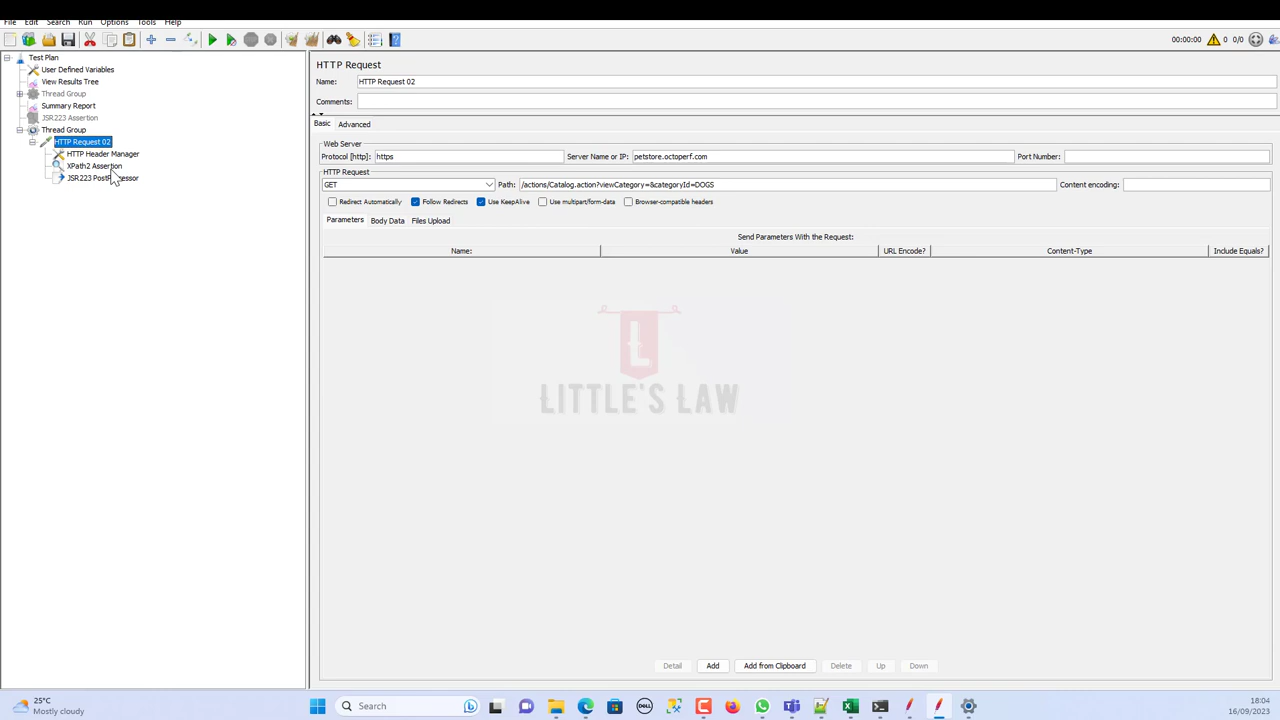 File Edit Search Run Options Tools Help
00:00:00 0 0/0
Test Plan
User Defined Variables
View Results Tree
Thread Group
Summary Report
JSR223 Assertion
Thread Group
HTTP Request 02
HTTP Header Manager
XPath2 Assertion
JSR223 PostProcessor
HTTP Request
Name: HTTP Request 02
Comments:
Basic Advanced
Web Server
Protocol [http]: https Server Name or IP: petstore.octoperf.com Port Number:
HTTP Request
GET Path: /actions/Catalog.action?viewCategory=&categoryId=DOGS Content encoding:
Redirect Automatically Follow Redirects Use KeepAlive Use multipart/form-data Browser-compatible headers
Parameters Body Data Files Upload
Send Parameters With the Request:
Name: Value URL Encode? Content-Type Include Equals?
L
LITTLE'S LAW
Detail Add Add from Clipboard Delete Up Down
25°C
Mostly cloudy
Search
DELL
18:04
16/09/2023